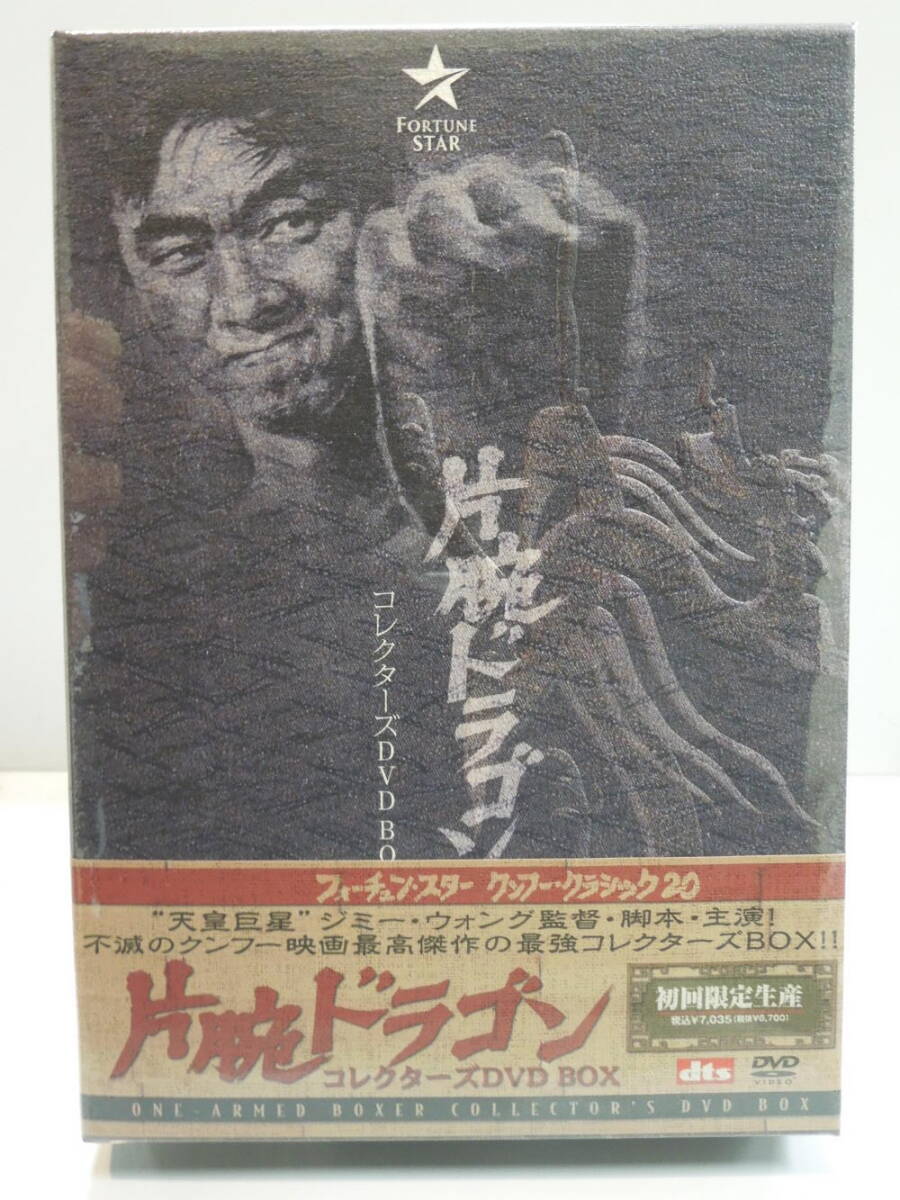 FORTUNE
STAR
片腕ドラゴン
コレクターズDVD BO
フォーチュン・スター クンフー・クラシック20
“天皇巨星”ジミー・ウォング監督・脚本・主演!
不滅のクンフー映画最高傑作の最強コレクターズBOX!!
片腕ドラゴン
コレクターズDVD BOX
初回限定生産
税込¥7,035(税抜¥6,700)
dts
DVD
VIDEO
ONE-ARMED BOXER COLLECTOR'S DVD BOX